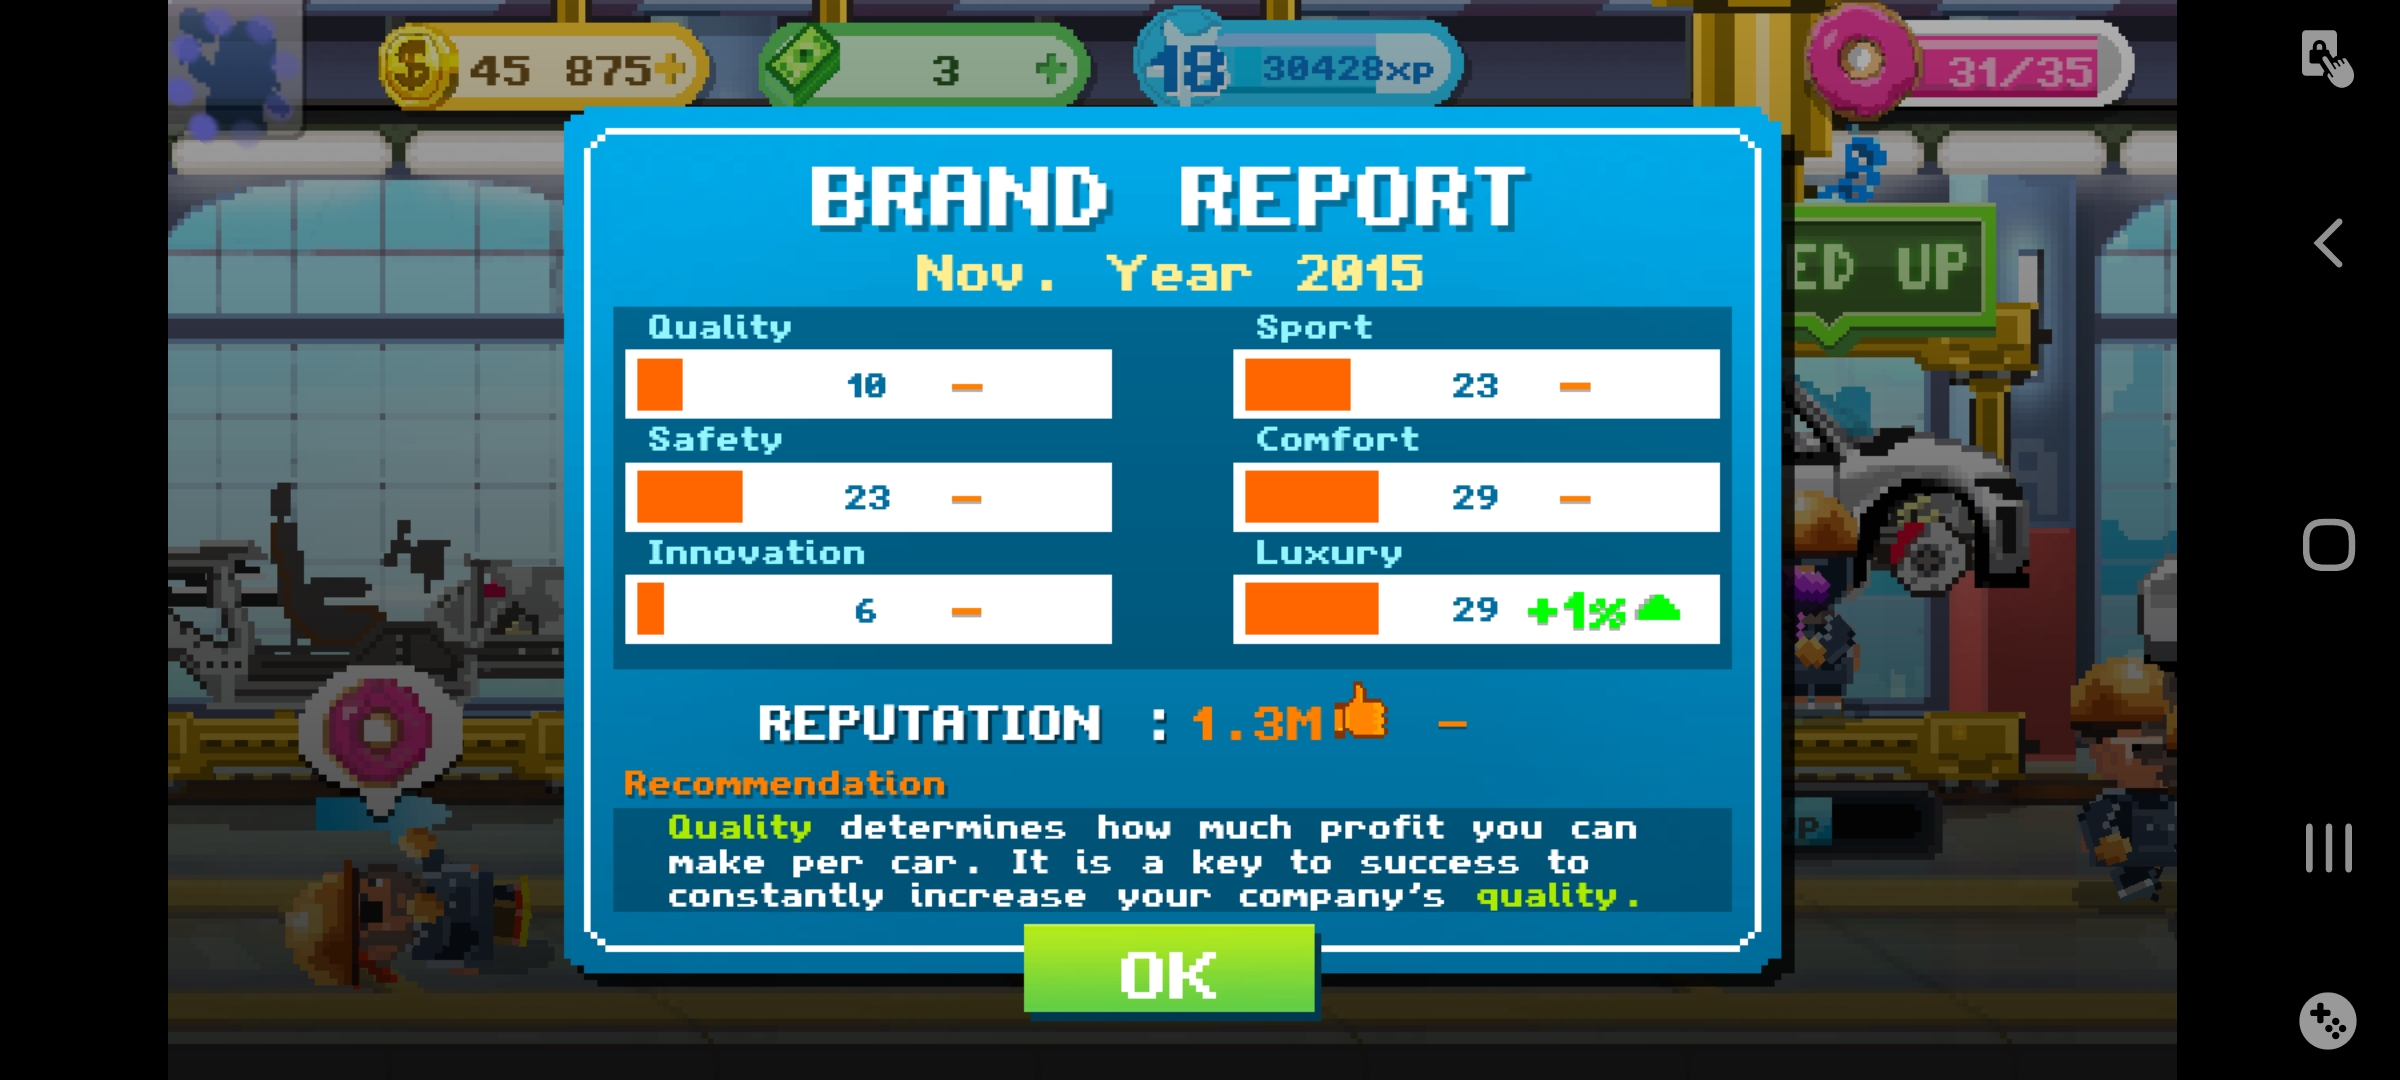 45 875+
3 +
18 30428xp
31/35
BRAND REPORT
Nov. Year 2015
ED UP
Quality
Sport
10 –
23 –
Safety
Comfort
23 –
29 –
Innovation
Luxury
6 –
29 +1%
REPUTATION : 1.3M –
Recommendation
Quality determines how much profit you can
make per car. It is a key to success to
constantly increase your company's quality.
OK